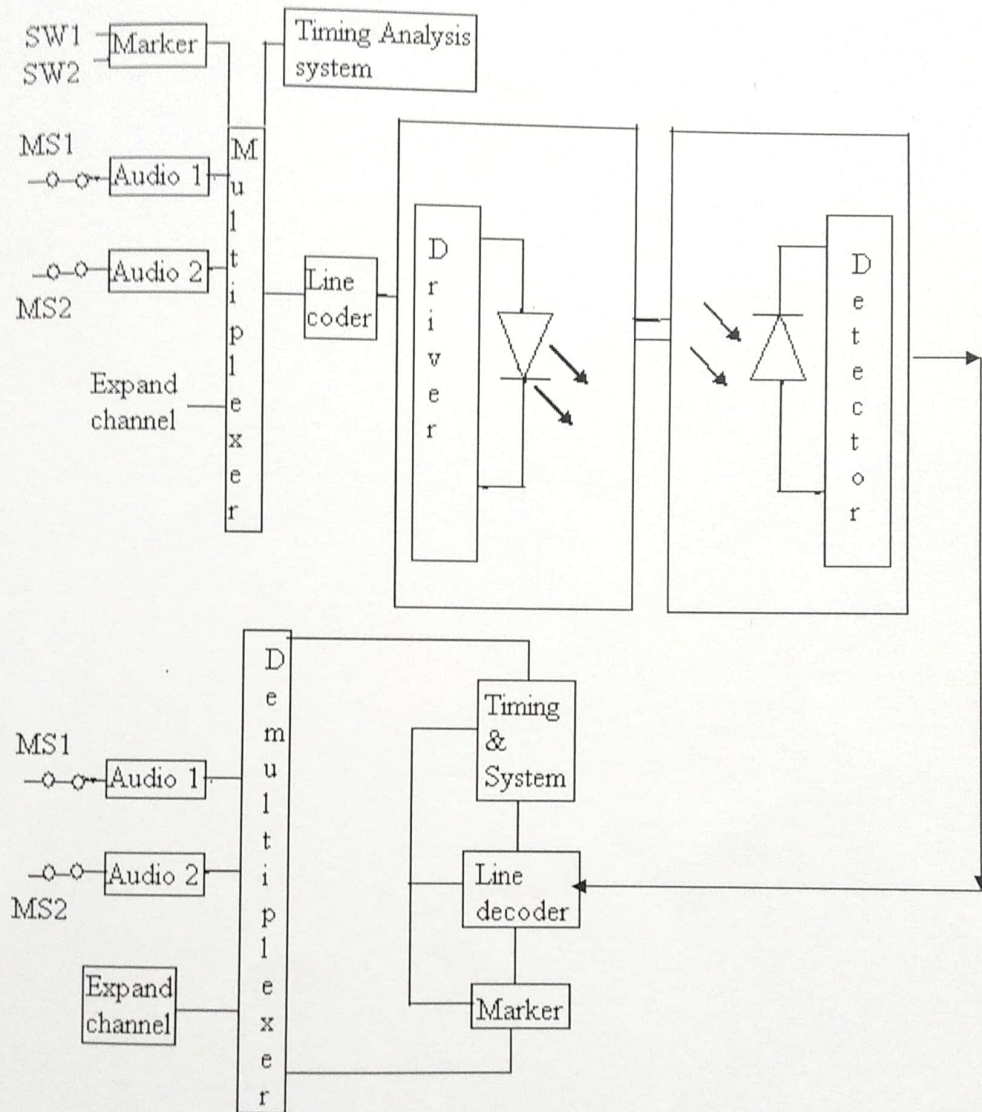 SW1
SW2
Marker
Timing Analysis
system
MS1
Audio 1
MS2
Audio 2
Expand
channel
Multiplexer
Line
coder
Driver
Detector
MS1
Audio 1
MS2
Audio 2
Expand
channel
Demultiplexer
Timing
&
System
Line
decoder
Marker